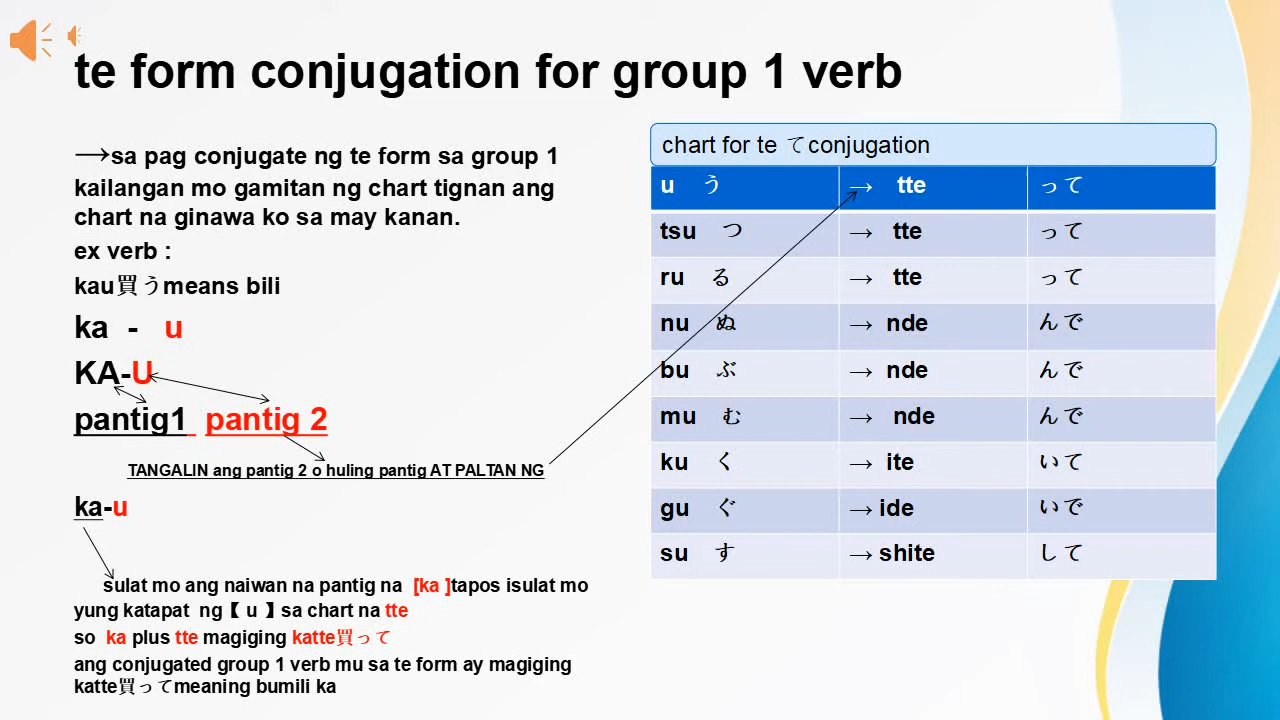 te form conjugation for group 1 verb
→sa pag conjugate ng te form sa group 1
kailangan mo gamitan ng chart tignan ang
chart na ginawa ko sa may kanan.
ex verb :
kau買うmeans bili
ka - u
KA-U
pantig1 pantig 2
TANGALIN ang pantig 2 o huling pantig AT PALTAN NG
ka-u
sulat mo ang naiwan na pantig na [ka ]tapos isulat mo
yung katapat ng【 u 】sa chart na tte
so ka plus tte magiging katte買って
ang conjugated group 1 verb mu sa te form ay magiging
katte買ってmeaning bumili ka
chart for te てconjugation
u う → tte って
tsu つ → tte って
ru る → tte って
nu ぬ → nde んで
bu ぶ → nde んで
mu む → nde んで
ku く → ite いて
gu ぐ → ide いで
su す → shite して